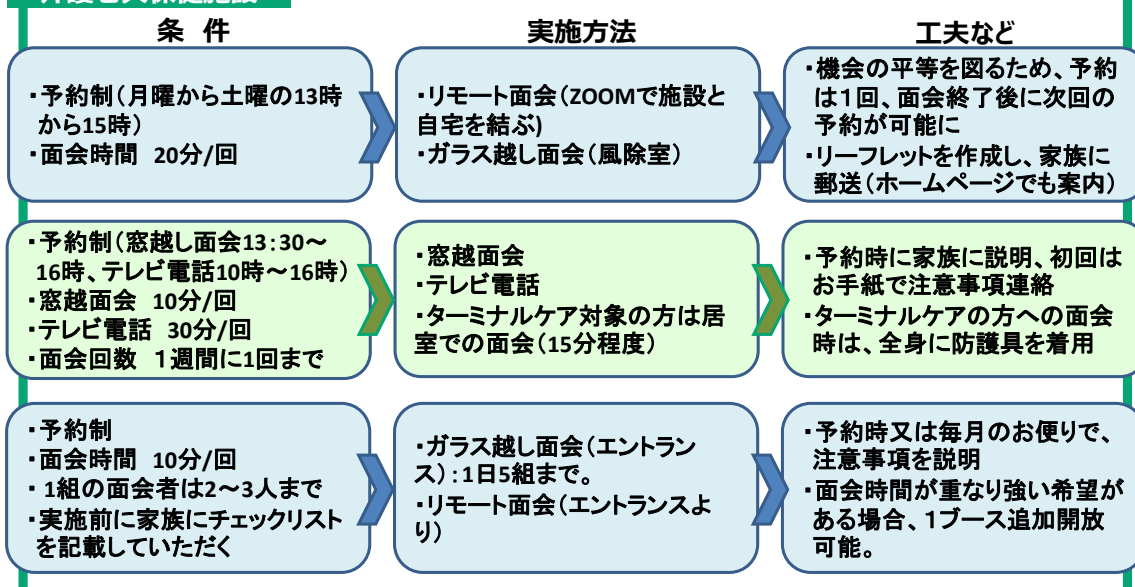 条 件
実施方法
工夫など
・予約制(月曜から土曜の13時
から15時)
・面会時間 20分/回
・リモート面会(ZOOMで施設と
自宅を結ぶ)
・ガラス越し面会(風除室)
・機会の平等を図るため、予約
は1回、面会終了後に次回の
予約が可能に
・リーフレットを作成し、家族に
郵送(ホームページでも案内)
・予約制(窓越し面会13:30～
16時、テレビ電話10時～16時)
・窓越面会 10分/回
・テレビ電話 30分/回
・面会回数 1週間に1回まで
・窓越面会
・テレビ電話
・ターミナルケア対象の方は居
室での面会(15分程度)
・予約時に家族に説明、初回は
お手紙で注意事項連絡
・ターミナルケアの方への面会
時は、全身に防護具を着用
・予約制
・面会時間 10分/回
・1組の面会者は2～3人まで
・実施前に家族にチェックリスト
を記載していただく
・ガラス越し面会(エントラン
ス):1日5組まで。
・リモート面会(エントランスよ
り)
・予約時又は毎月のお便りで、
注意事項を説明
・面会時間が重なり強い希望が
ある場合、1ブース追加開放
可能。